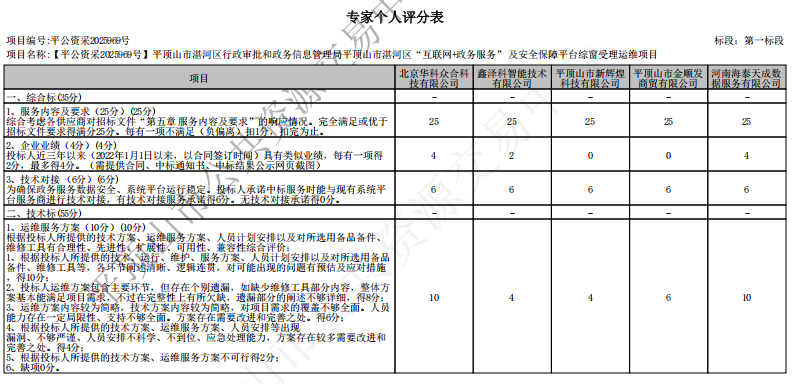 专家个人评分表
项目编号:平公资采2025969号
标段: 第一标段
项目名称:【平公资采2025969号】平顶山市湛河区行政审批和政务信息管理局平顶山市湛河区“互联网+政务服务”及安全保障平台综窗受理运维项目
项目
北京华科众合科技有限公司
鑫泽科智能技术有限公司
平顶山市新辉煌科技有限公司
平顶山市金顺发商贸有限公司
河南海泰天成数据服务有限公司
一、综合标(35分)
－ － － － －
1、服务内容及要求(25分)(25分)
综合考虑各供应商对招标文件“第五章 服务内容及要求”的响应情况。完全满足或优于
招标文件要求得满分25分。每有一项不满足（负偏离）扣1分，扣完为止。
25 25 25 25 25
2、企业业绩(4分)(4分)
投标人近三年以来（2022年1月1日以来，以合同签订时间）具有类似业绩，每有一项得
2分，最多得4分。（需提供合同、中标通知书、中标结果公示网页截图）
4 2 0 0 4
3、技术对接（6分）(6分)
为确保政务服务数据安全、系统平台运行稳定。投标人承诺中标服务时能与现有系统平
台服务商进行技术对接，有技术对接服务承诺得6分。无技术对接承诺得0分。
6 6 6 6 6
二、技术标(55分)
－ － － － －
1、运维服务方案(10分)(10分)
根据投标人所提供的技术方案、运维服务方案、人员计划安排以及对所选用备品备件、
维修工具有合理性、先进性、扩展性、可用性、兼容性综合评价:
1、根据投标人所提供的技术、运行、维护、服务方案、人员计划安排以及对所选用备品
备件、维修工具等，各环节阐述清晰、逻辑连贯，对可能出现的问题有预估及应对措施
，得10分；
2、投标人运维方案包含主要环节，但存在个别遗漏，如缺少维修工具部分内容，整体方
案基本能满足项目需求，不过在完整性上有所欠缺，遗漏部分的阐述不够详细，得8分；
3、运维方案内容较为简略，技术方案内容较为简略，对项目需求的覆盖不够全面。人员
能力存在一定局限性、支持不够全面。方案存在需要改进和完善之处。得6分；
4、根据投标人所提供的技术方案、运维服务方案、人员安排等出现
漏洞、不够严谨、人员安排不科学、不到位、应急处理能力，方案存在较多需要改进和
完善之处。得4分；
5、根据投标人所提供的技术方案、运维服务方案不可行得2分；
6、缺项0分。
10 4 4 6 10